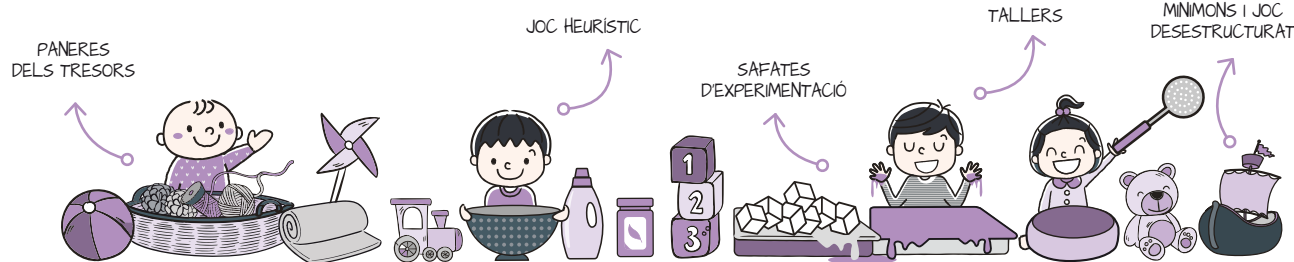 PANERES
DELS TRESORS
JOC HEURÍSTIC
SAFATES
D'EXPERIMENTACIÓ
TALLERS
MINIMONS I JOC
DESESTRUCTURAT
1
2
3